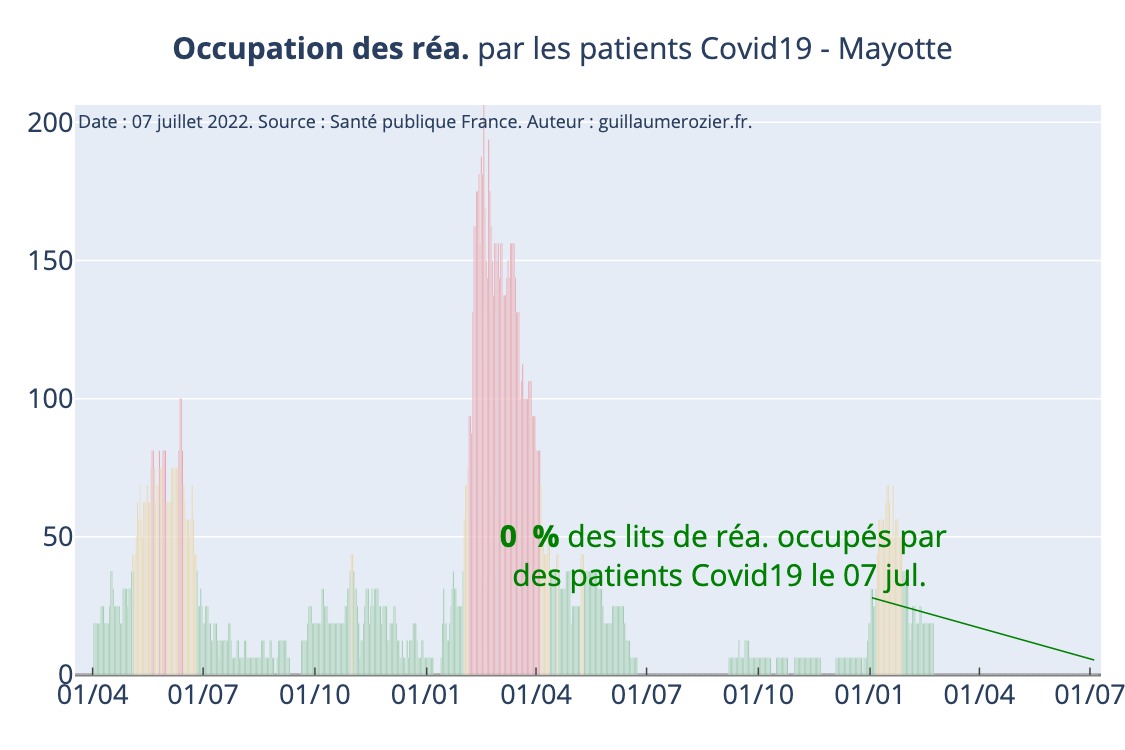 Occupation des réa. par les patients Covid19 - Mayotte
200
Date : 07 juillet 2022. Source : Santé publique France. Auteur : guillaumerozier.fr.
150
100
50
0 % des lits de réa. occupés par
des patients Covid19 le 07 jul.
0
01/04 01/07 01/10 01/01 01/04 01/07 01/10 01/01 01/04 01/07